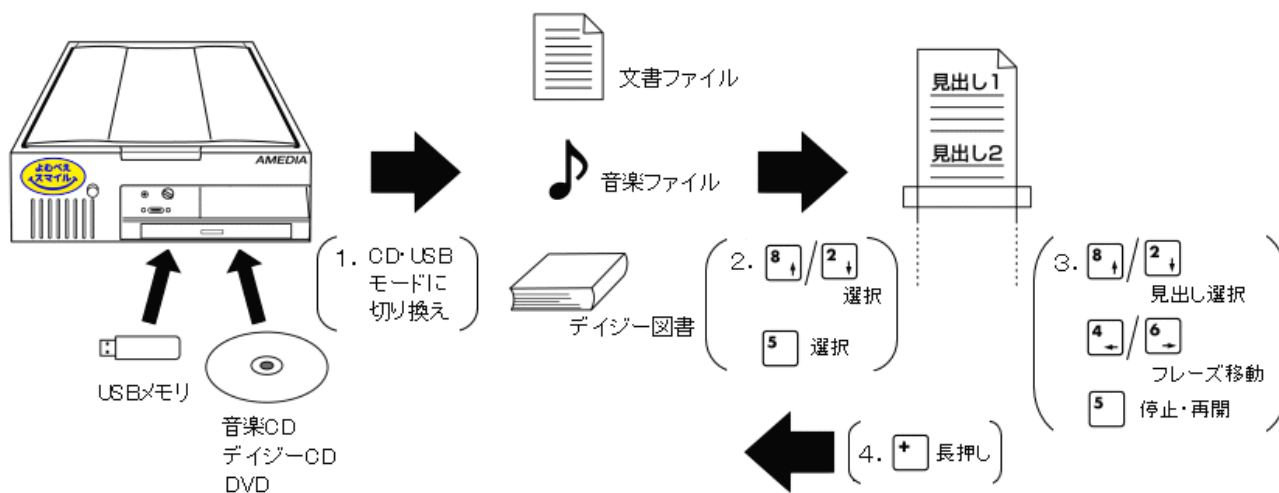 よむべえ
スマイル
AMEDIA
USBメモリ
音楽CD
デイジーCD
DVD
1. CD・USB
モードに
切り換え
文書ファイル
音楽ファイル
デイジー図書
2. 8↑/2↓
選択
5 選択
見出し1
見出し2
3. 8↑/2↓
見出し選択
4←/6→
フレーズ移動
5 停止・再開
4. + 長押し